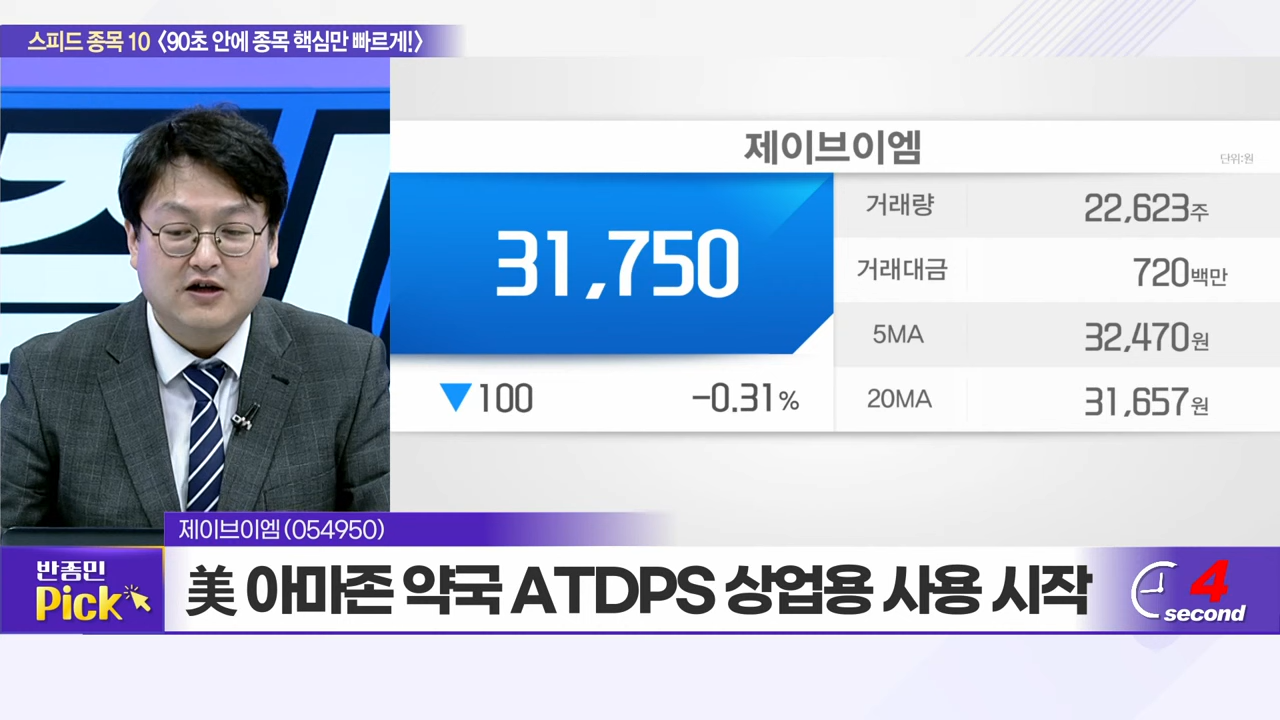 스피드 종목 10 〈90초 안에 종목 핵심만 빠르게!〉
제이브이엠
단위:원
31,750
▼100 -0.31%
거래량 22,623주
거래대금 720백만
5MA 32,470원
20MA 31,657원
제이브이엠(054950)
반종민
Pick
美 아마존 약국 ATDPS 상업용 사용 시작
4
second